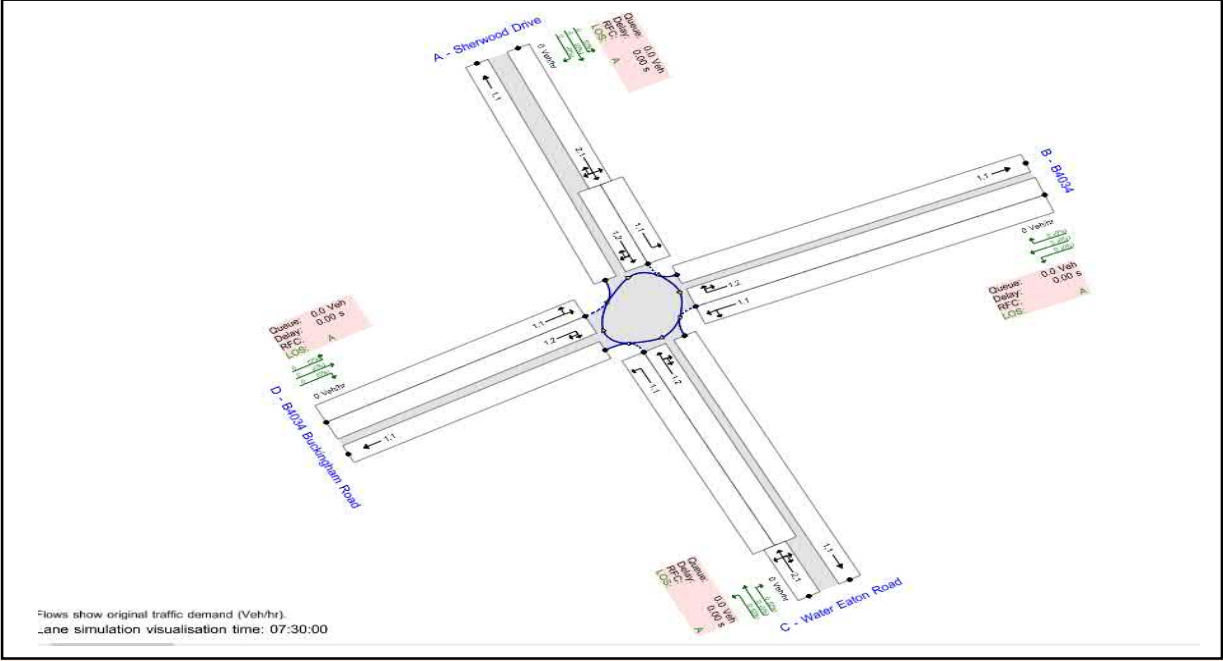 A - Sherwood Drive
0 Veh/hr
Queue: 0.0 Veh
Delay: 0.00 s
RFC:
LOS: A
1,1
2,1
1,2
1,1
B - B4034
1,1
0 Veh/hr
1,2
1,1
Queue: 0.0 Veh
Delay: 0.00 s
RFC:
LOS: A
Queue: 0.0 Veh
Delay: 0.00 s
RFC:
LOS: A
0 Veh/hr
1,1
1,2
1,1
D - B4034 Buckingham Road
1,1
1,2
1,1
2,1
0 Veh/hr
Queue: 0.0 Veh
Delay: 0.00 s
RFC:
LOS: A
C - Water Eaton Road
Flows show original traffic demand (Veh/hr).
Lane simulation visualisation time: 07:30:00